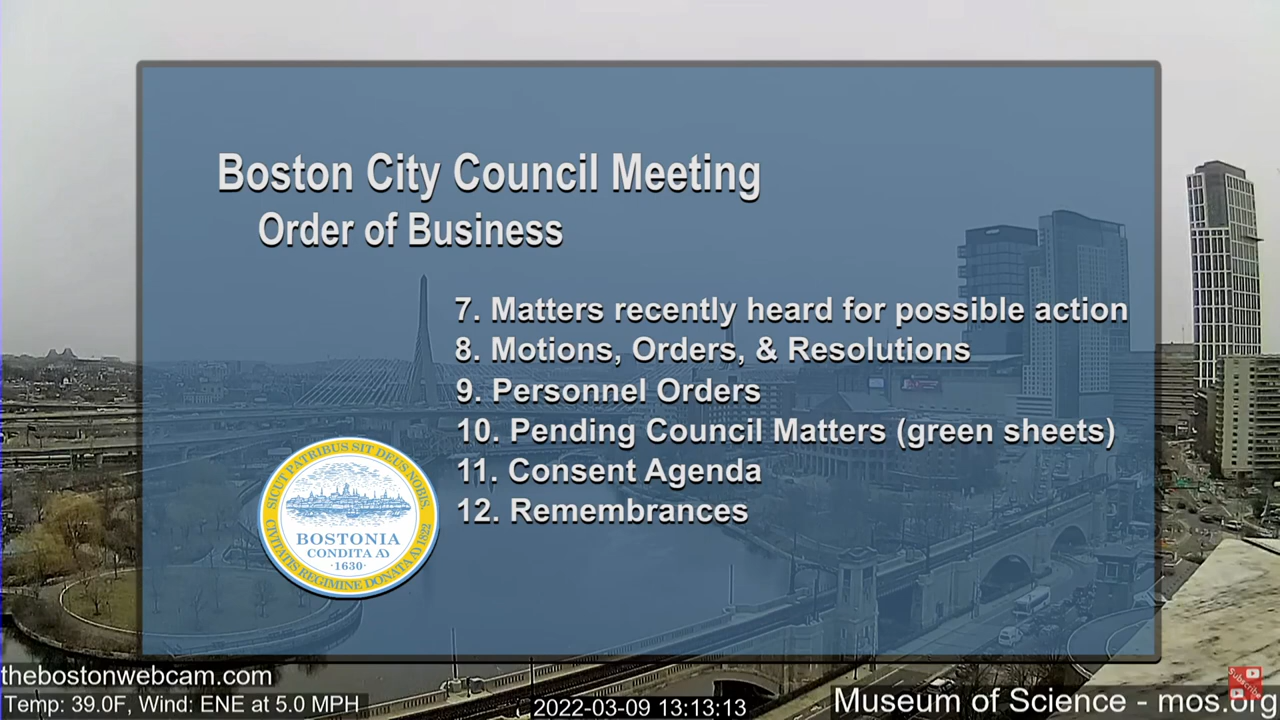 Boston City Council Meeting
Order of Business
7. Matters recently heard for possible action
8. Motions, Orders, & Resolutions
9. Personnel Orders
10. Pending Council Matters (green sheets)
11. Consent Agenda
12. Remembrances
SICUT PATRIBUS SIT DEUS NOBIS
BOSTONIA
CONDITA AD
·1630·
CIVITATIS REGIMINE DONATA AD 1822
thebostonwebcam.com
Temp: 39.0F, Wind: ENE at 5.0 MPH
2022-03-09 13:13:13
Museum of Science - mos.org
Subscribe